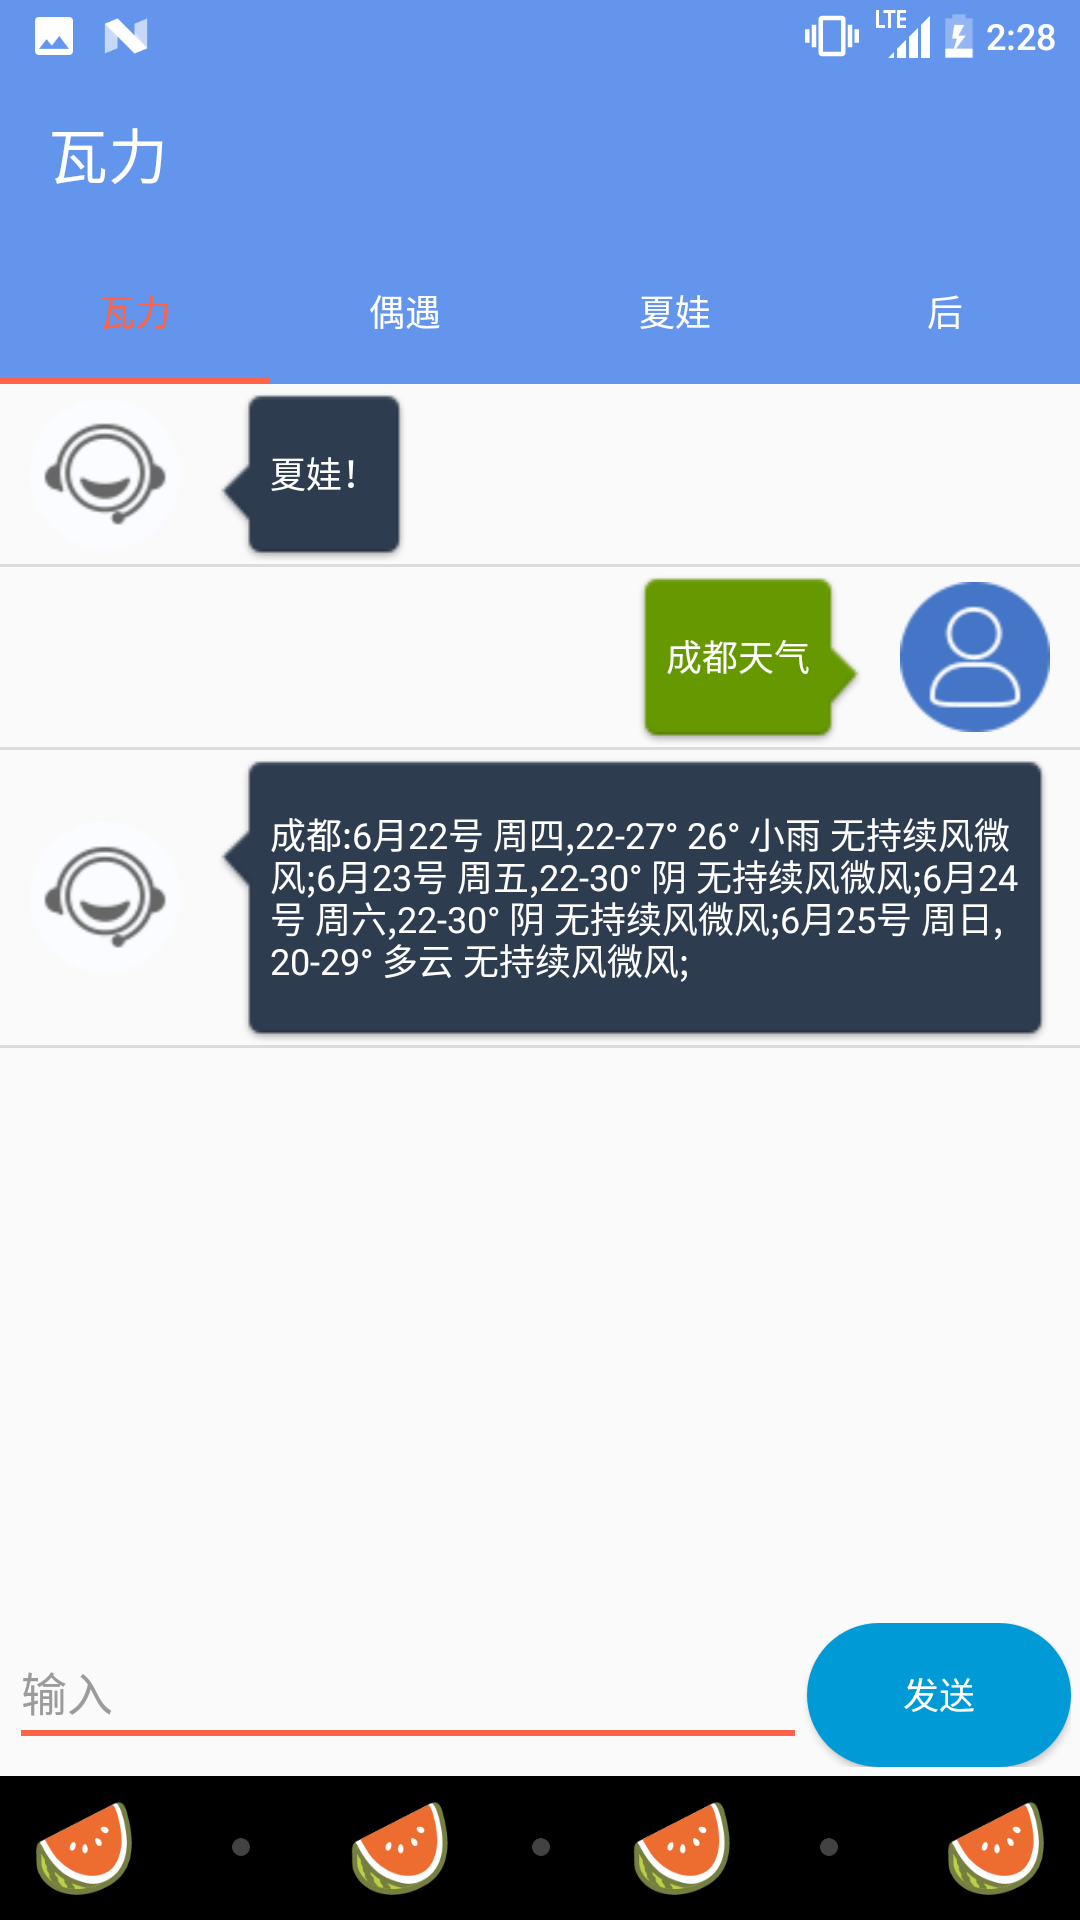 LTE 2:28
瓦力
瓦力 偶遇 夏娃 后
夏娃！
成都天气
成都:6月22号 周四,22-27° 26° 小雨 无持续风微
风;6月23号 周五,22-30° 阴 无持续风微风;6月24
号 周六,22-30° 阴 无持续风微风;6月25号 周日,
20-29° 多云 无持续风微风;
输入 发送